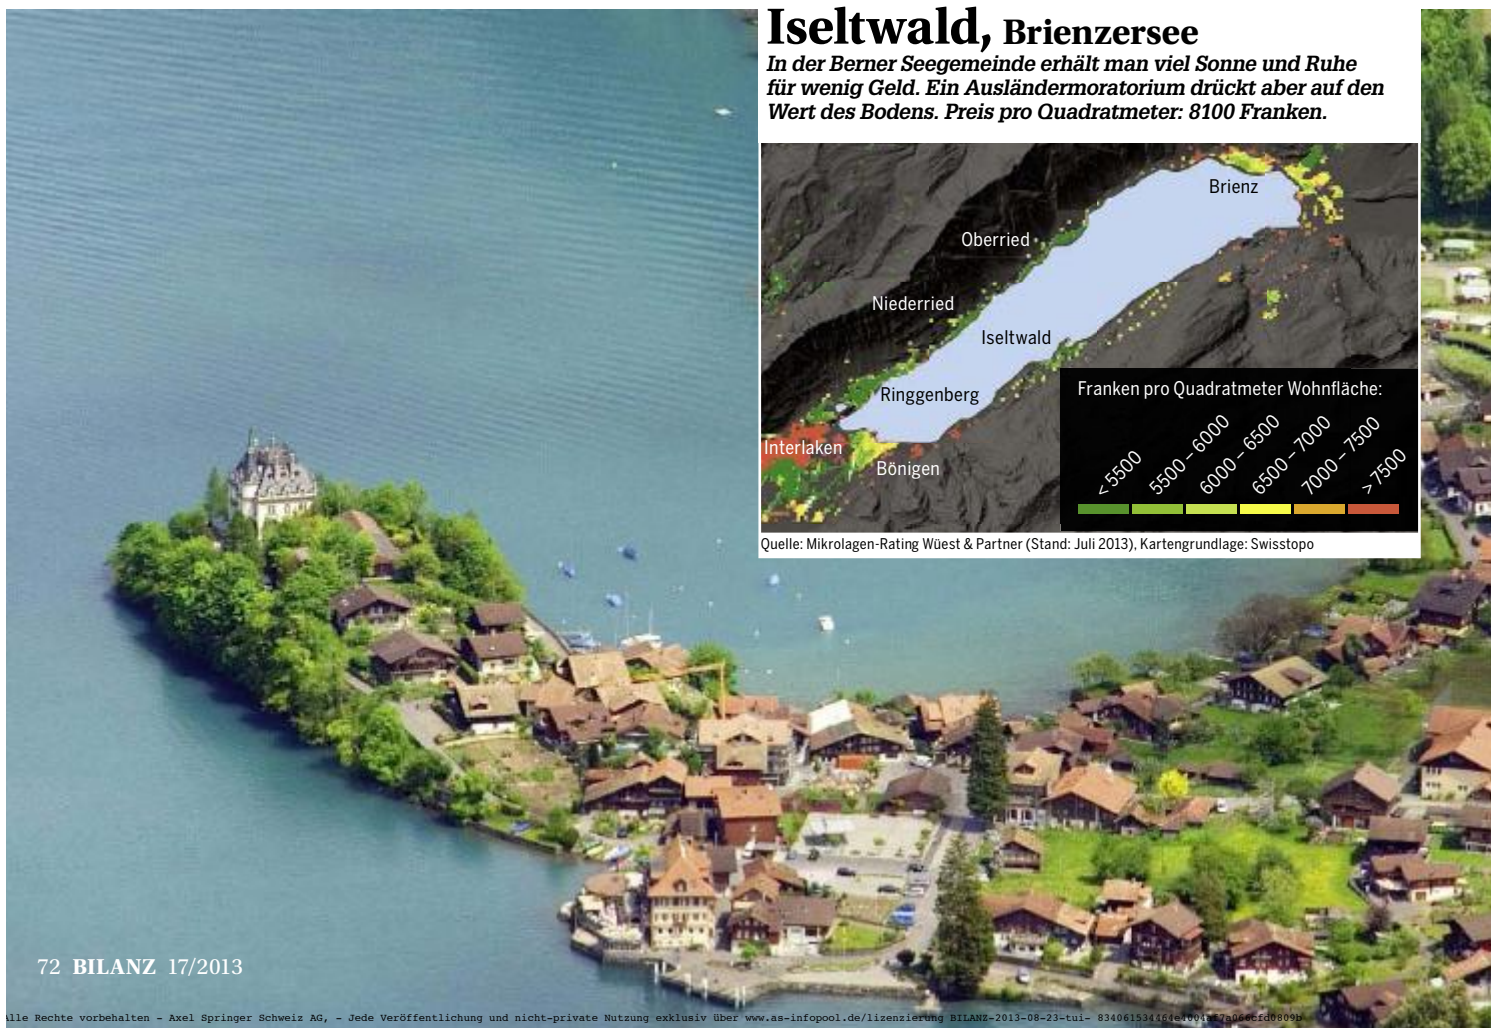 Iseltwald, Brienzersee
In der Berner Seegemeinde erhält man viel Sonne und Ruhe
für wenig Geld. Ein Ausländermoratorium drückt aber auf den
Wert des Bodens. Preis pro Quadratmeter: 8100 Franken.
Brienz
Oberried
Niederried
Iseltwald
Ringgenberg
Interlaken
Bönigen
Franken pro Quadratmeter Wohnfläche:
< 5500
5500 – 6000
6000 – 6500
6500 – 7000
7000 – 7500
> 7500
Quelle: Mikrolagen-Rating Wüest & Partner (Stand: Juli 2013), Kartengrundlage: Swisstopo
72 BILANZ 17/2013
Alle Rechte vorbehalten - Axel Springer Schweiz AG, - Jede Veröffentlichung und nicht-private Nutzung exklusiv über www.as-infopool.de/lizenzierung BILANZ-2013-08-23-tui-